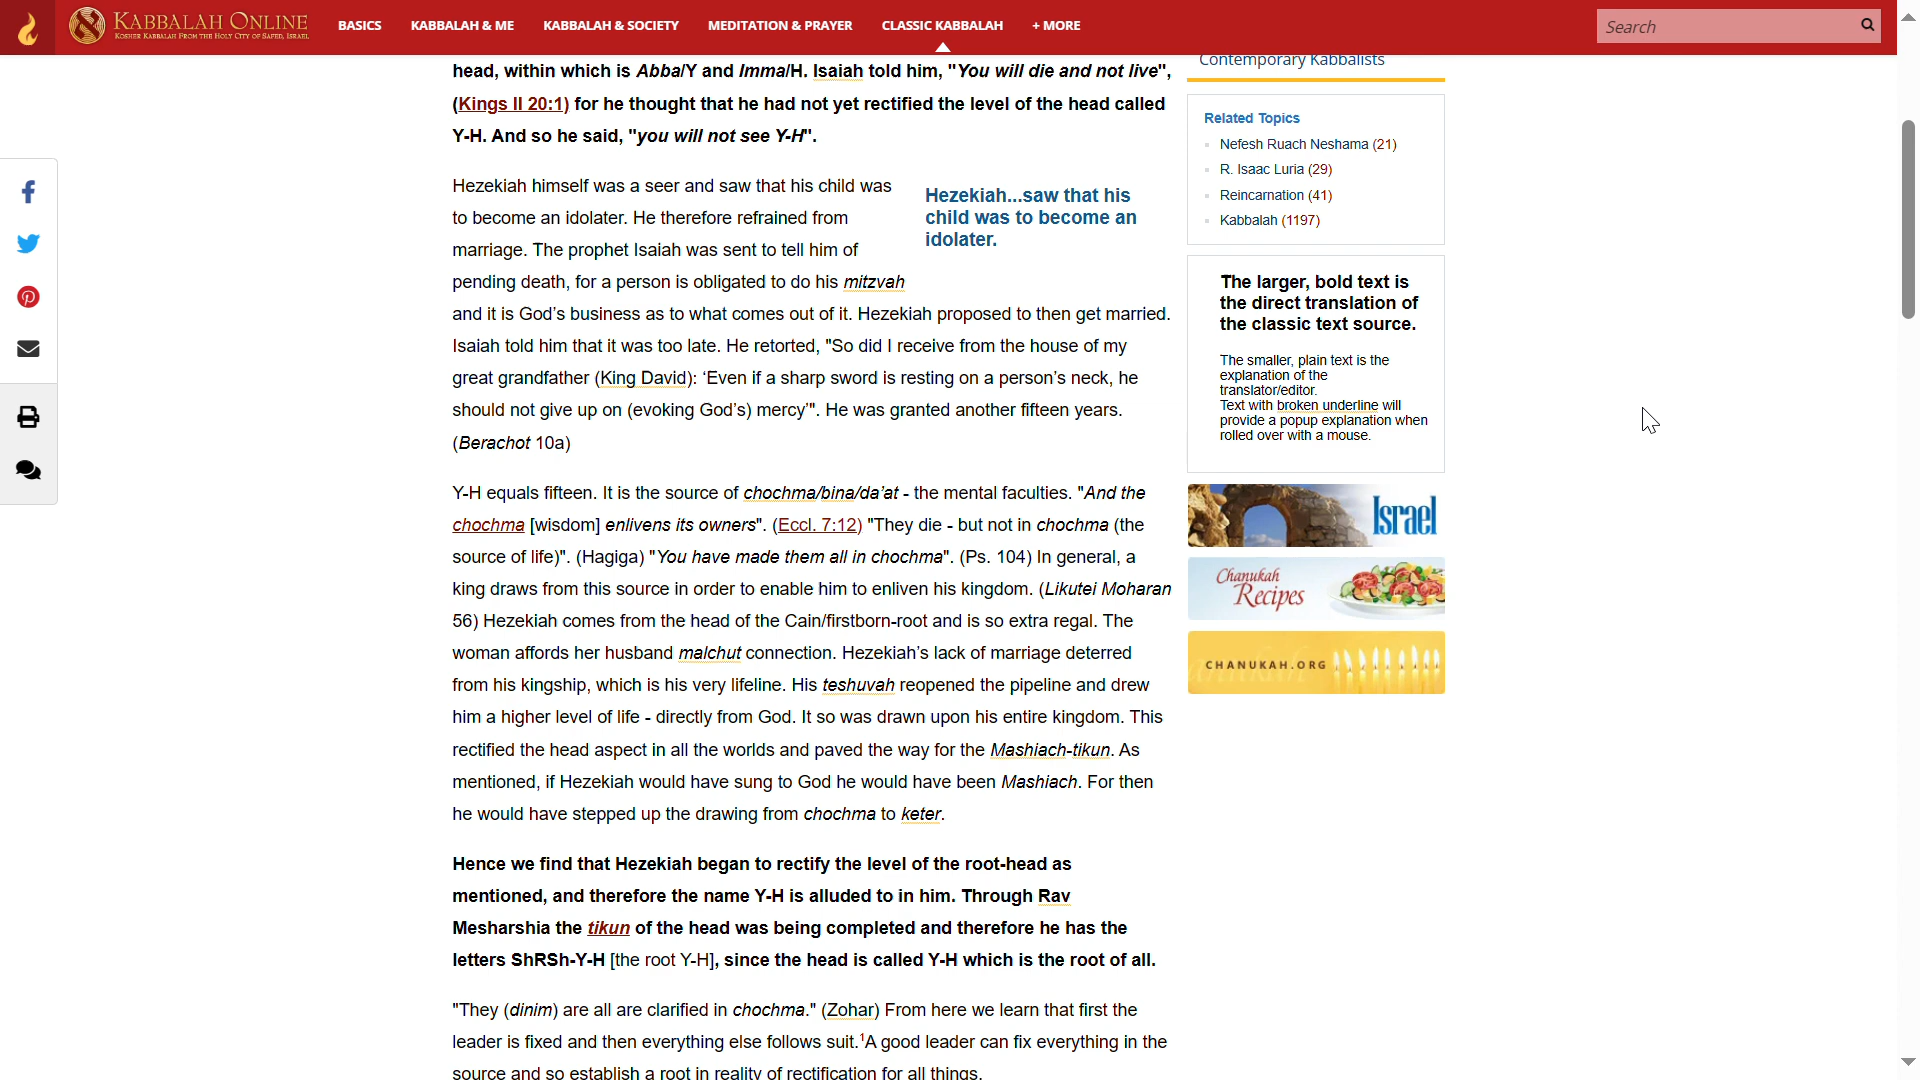 KABBALAH ONLINE
KOSHER KABBALAH FROM THE HOLY CITY OF SAFED, ISRAEL
BASICS
KABBALAH & ME
KABBALAH & SOCIETY
MEDITATION & PRAYER
CLASSIC KABBALAH
+ MORE
Search
head, within which is Abba/Y and Imma/H. Isaiah told him, "You will die and not live",
(Kings II 20:1) for he thought that he had not yet rectified the level of the head called
Y-H. And so he said, "you will not see Y-H".
Hezekiah himself was a seer and saw that his child was
to become an idolater. He therefore refrained from
marriage. The prophet Isaiah was sent to tell him of
pending death, for a person is obligated to do his mitzvah
and it is God’s business as to what comes out of it. Hezekiah proposed to then get married.
Isaiah told him that it was too late. He retorted, "So did I receive from the house of my
great grandfather (King David): ‘Even if a sharp sword is resting on a person’s neck, he
should not give up on (evoking God’s) mercy’". He was granted another fifteen years.
(Berachot 10a)
Hezekiah...saw that his
child was to become an
idolater.
Y-H equals fifteen. It is the source of chochma/bina/da’at - the mental faculties. "And the
chochma [wisdom] enlivens its owners". (Eccl. 7:12) "They die - but not in chochma (the
source of life)". (Hagiga) "You have made them all in chochma". (Ps. 104) In general, a
king draws from this source in order to enable him to enliven his kingdom. (Likutei Moharan
56) Hezekiah comes from the head of the Cain/firstborn-root and is so extra regal. The
woman affords her husband malchut connection. Hezekiah’s lack of marriage deterred
from his kingship, which is his very lifeline. His teshuvah reopened the pipeline and drew
him a higher level of life - directly from God. It so was drawn upon his entire kingdom. This
rectified the head aspect in all the worlds and paved the way for the Mashiach-tikun. As
mentioned, if Hezekiah would have sung to God he would have been Mashiach. For then
he would have stepped up the drawing from chochma to keter.
Hence we find that Hezekiah began to rectify the level of the root-head as
mentioned, and therefore the name Y-H is alluded to in him. Through Rav
Mesharshia the tikun of the head was being completed and therefore he has the
letters ShRSh-Y-H [the root Y-H], since the head is called Y-H which is the root of all.
"They (dinim) are all are clarified in chochma." (Zohar) From here we learn that first the
leader is fixed and then everything else follows suit.1A good leader can fix everything in the
source and so establish a root in reality of rectification for all things.
Contemporary Kabbalists
Related Topics
Nefesh Ruach Neshama (21)
R. Isaac Luria (29)
Reincarnation (41)
Kabbalah (1197)
The larger, bold text is
the direct translation of
the classic text source.
The smaller, plain text is the
explanation of the
translator/editor.
Text with broken underline will
provide a popup explanation when
rolled over with a mouse.
Israel
Chanukah
Recipes
CHANUKAH.ORG